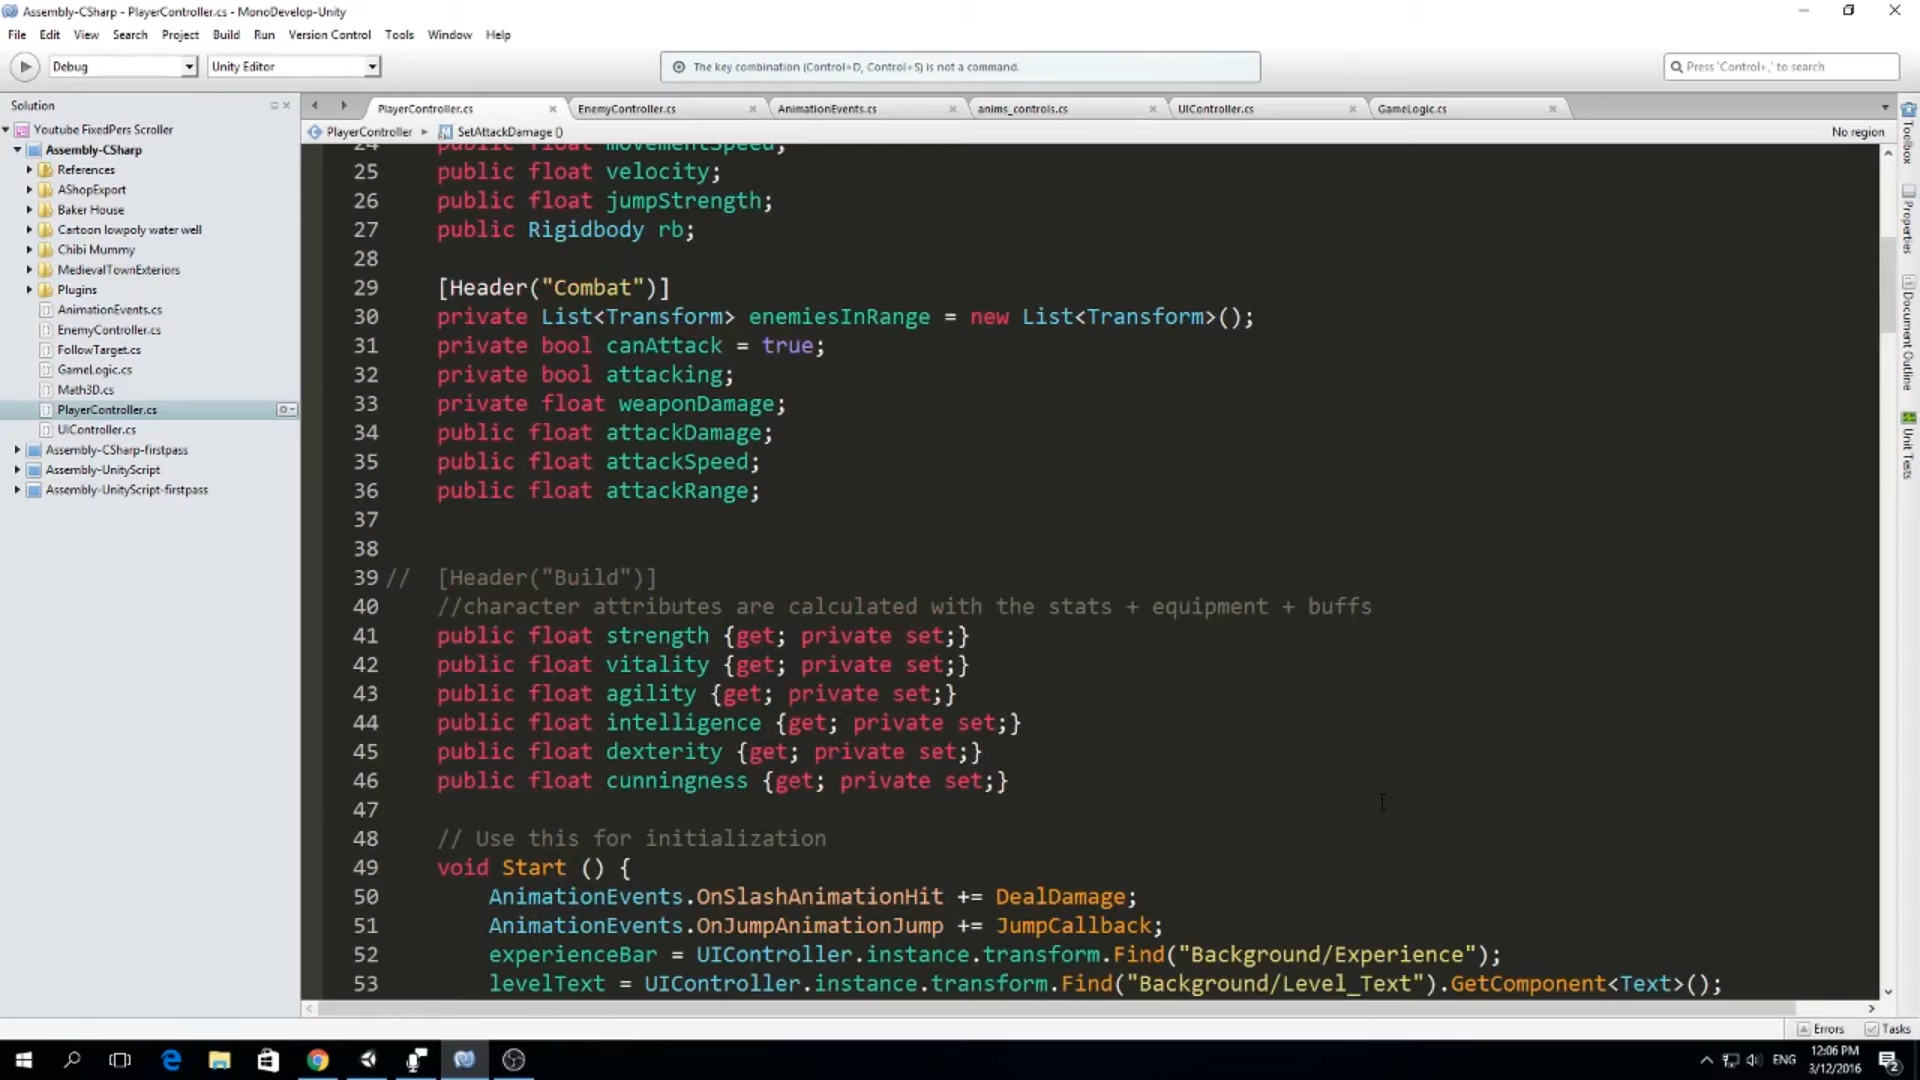 Assembly-CSharp - PlayerController.cs - MonoDevelop-Unity
File Edit View Search Project Build Run Version Control Tools Window Help
Debug Unity Editor The key combination (Control+D, Control+S) is not a command. Press 'Control+,' to search
Solution PlayerController.cs EnemyController.cs AnimationEvents.cs anims_controls.cs UIController.cs GameLogic.cs
PlayerController SetAttackDamage () No region
Youtube FixedPers Scroller
Assembly-CSharp
References
AShopExport
Baker House
Cartoon lowpoly water well
Chibi Mummy
MedievalTownExteriors
Plugins
AnimationEvents.cs
EnemyController.cs
FollowTarget.cs
GameLogic.cs
Math3D.cs
PlayerController.cs
UIController.cs
Assembly-CSharp-firstpass
Assembly-UnityScript
Assembly-UnityScript-firstpass
24 public float movementSpeed;
25 public float velocity;
26 public float jumpStrength;
27 public Rigidbody rb;
28
29 [Header("Combat")]
30 private List<Transform> enemiesInRange = new List<Transform>();
31 private bool canAttack = true;
32 private bool attacking;
33 private float weaponDamage;
34 public float attackDamage;
35 public float attackSpeed;
36 public float attackRange;
37
38
39 // [Header("Build")]
40 //character attributes are calculated with the stats + equipment + buffs
41 public float strength {get; private set;}
42 public float vitality {get; private set;}
43 public float agility {get; private set;}
44 public float intelligence {get; private set;}
45 public float dexterity {get; private set;}
46 public float cunningness {get; private set;}
47
48 // Use this for initialization
49 void Start () {
50 AnimationEvents.OnSlashAnimationHit += DealDamage;
51 AnimationEvents.OnJumpAnimationJump += JumpCallback;
52 experienceBar = UIController.instance.transform.Find("Background/Experience");
53 levelText = UIController.instance.transform.Find("Background/Level_Text").GetComponent<Text>();
Toolbox
Properties
Document Outline
Unit Tests
Errors Tasks
ENG 12:06 PM
3/12/2016
2